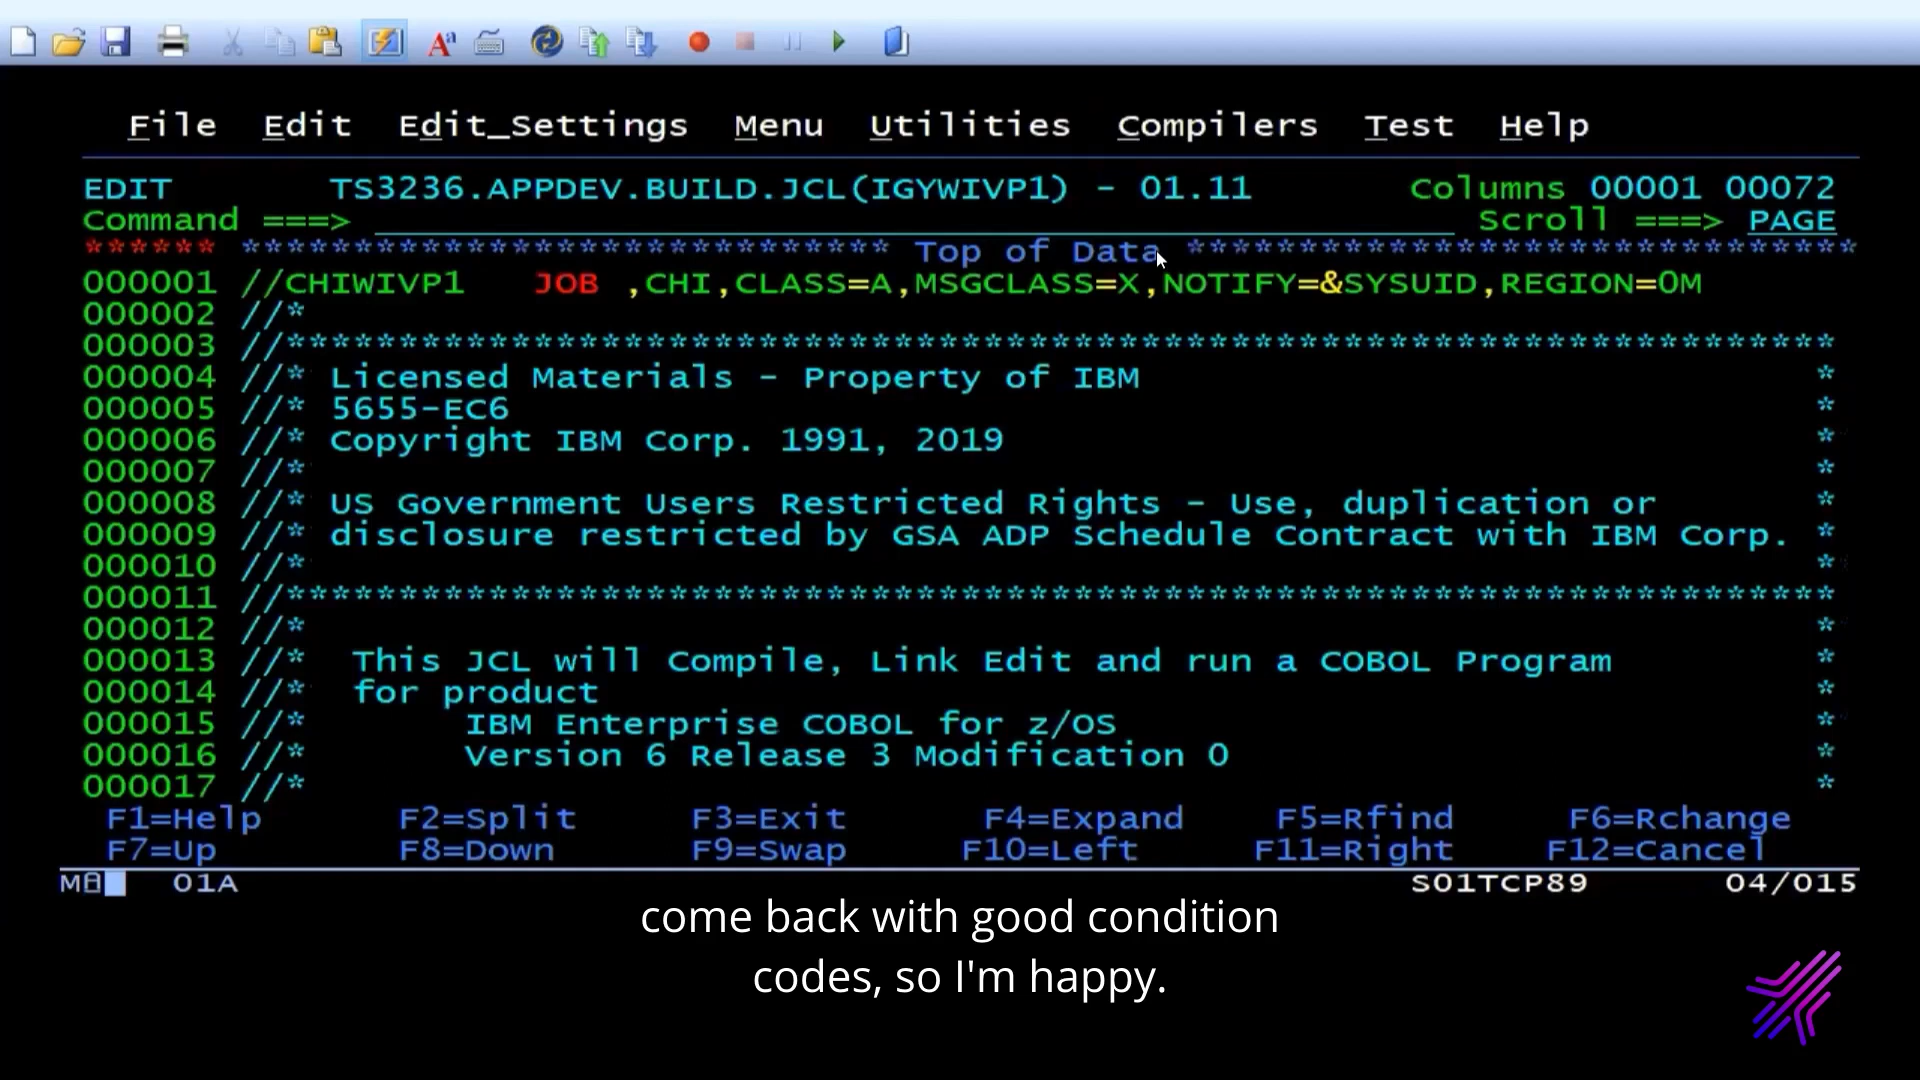 File Edit Edit_Settings Menu Utilities Compilers Test Help
EDIT TS3236.APPDEV.BUILD.JCL(IGYWIVP1) - 01.11 Columns 00001 00072
Command ===> Scroll ===> PAGE
****** ***************************** Top of Data ******************************
000001 //CHIWIVP1 JOB ,CHI,CLASS=A,MSGCLASS=X,NOTIFY=&SYSUID,REGION=0M
000002 //*
000003 //*********************************************************************
000004 //* Licensed Materials - Property of IBM *
000005 //* 5655-EC6 *
000006 //* Copyright IBM Corp. 1991, 2019 *
000007 //* *
000008 //* US Government Users Restricted Rights - Use, duplication or *
000009 //* disclosure restricted by GSA ADP Schedule Contract with IBM Corp. *
000010 //* *
000011 //*********************************************************************
000012 //* *
000013 //* This JCL will Compile, Link Edit and run a COBOL Program *
000014 //* for product *
000015 //* IBM Enterprise COBOL for z/OS *
000016 //* Version 6 Release 3 Modification 0 *
000017 //* *
F1=Help F2=Split F3=Exit F4=Expand F5=Rfind F6=Rchange
F7=Up F8=Down F9=Swap F10=Left F11=Right F12=Cancel
01A S01TCP89 04/015
come back with good condition
codes, so I'm happy.